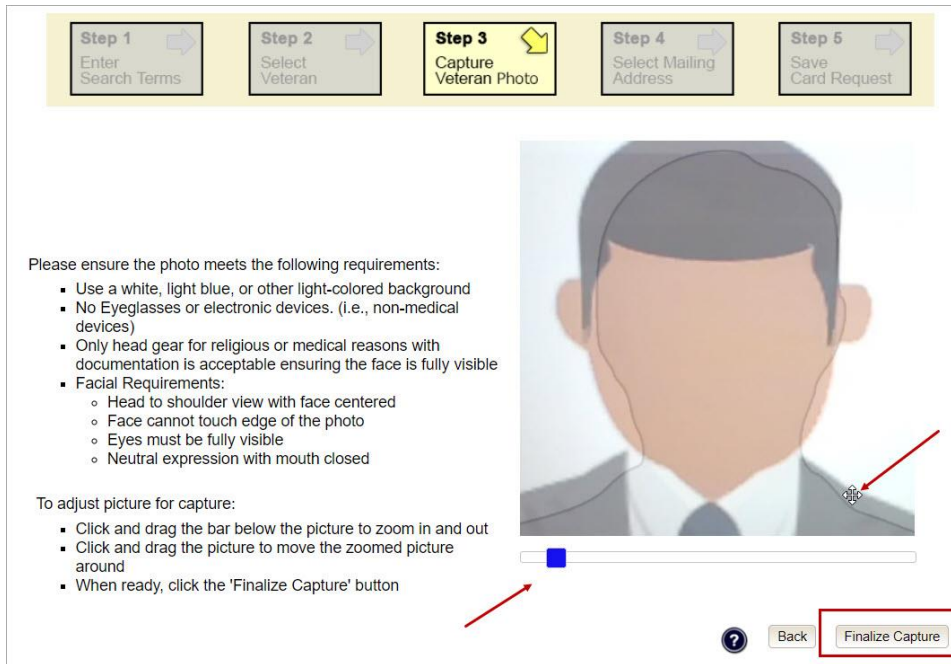 Step 1
Enter
Search Terms
Step 2
Select
Veteran
Step 3
Capture
Veteran Photo
Step 4
Select Mailing
Address
Step 5
Save
Card Request
Please ensure the photo meets the following requirements:
Use a white, light blue, or other light-colored background
No Eyeglasses or electronic devices. (i.e., non-medical
devices)
Only head gear for religious or medical reasons with
documentation is acceptable ensuring the face is fully visible
Facial Requirements:
Head to shoulder view with face centered
Face cannot touch edge of the photo
Eyes must be fully visible
Neutral expression with mouth closed
To adjust picture for capture:
Click and drag the bar below the picture to zoom in and out
Click and drag the picture to move the zoomed picture
around
When ready, click the 'Finalize Capture' button
?
Back
Finalize Capture